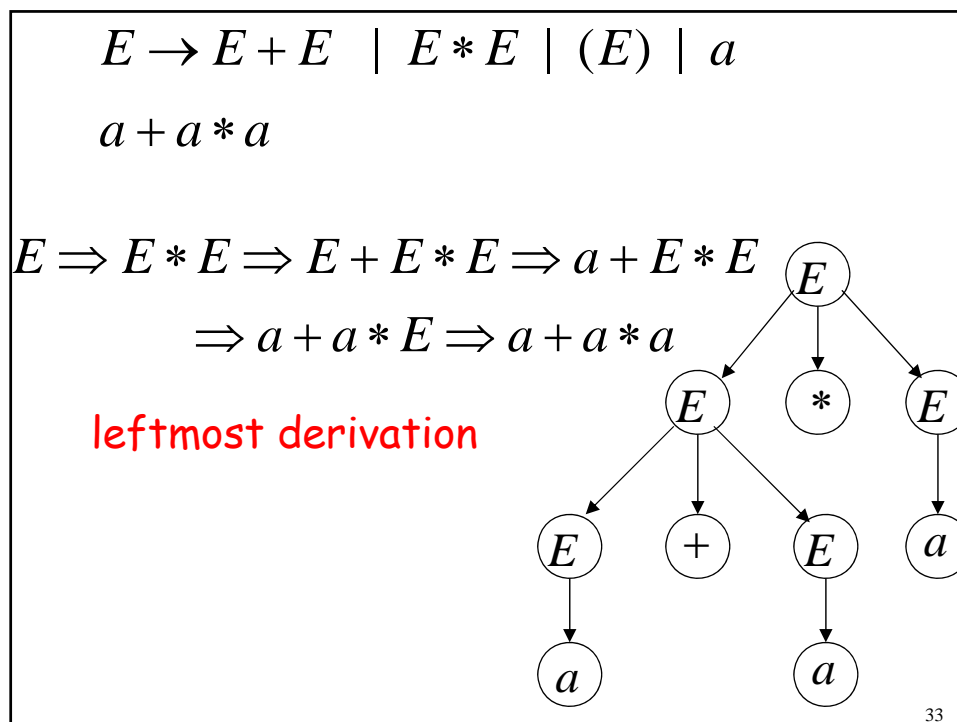 E → E + E | E * E | (E) | a
a + a * a
E ⇒ E * E ⇒ E + E * E ⇒ a + E * E
⇒ a + a * E ⇒ a + a * a
leftmost derivation
E
E * E
E + E a
a a
33